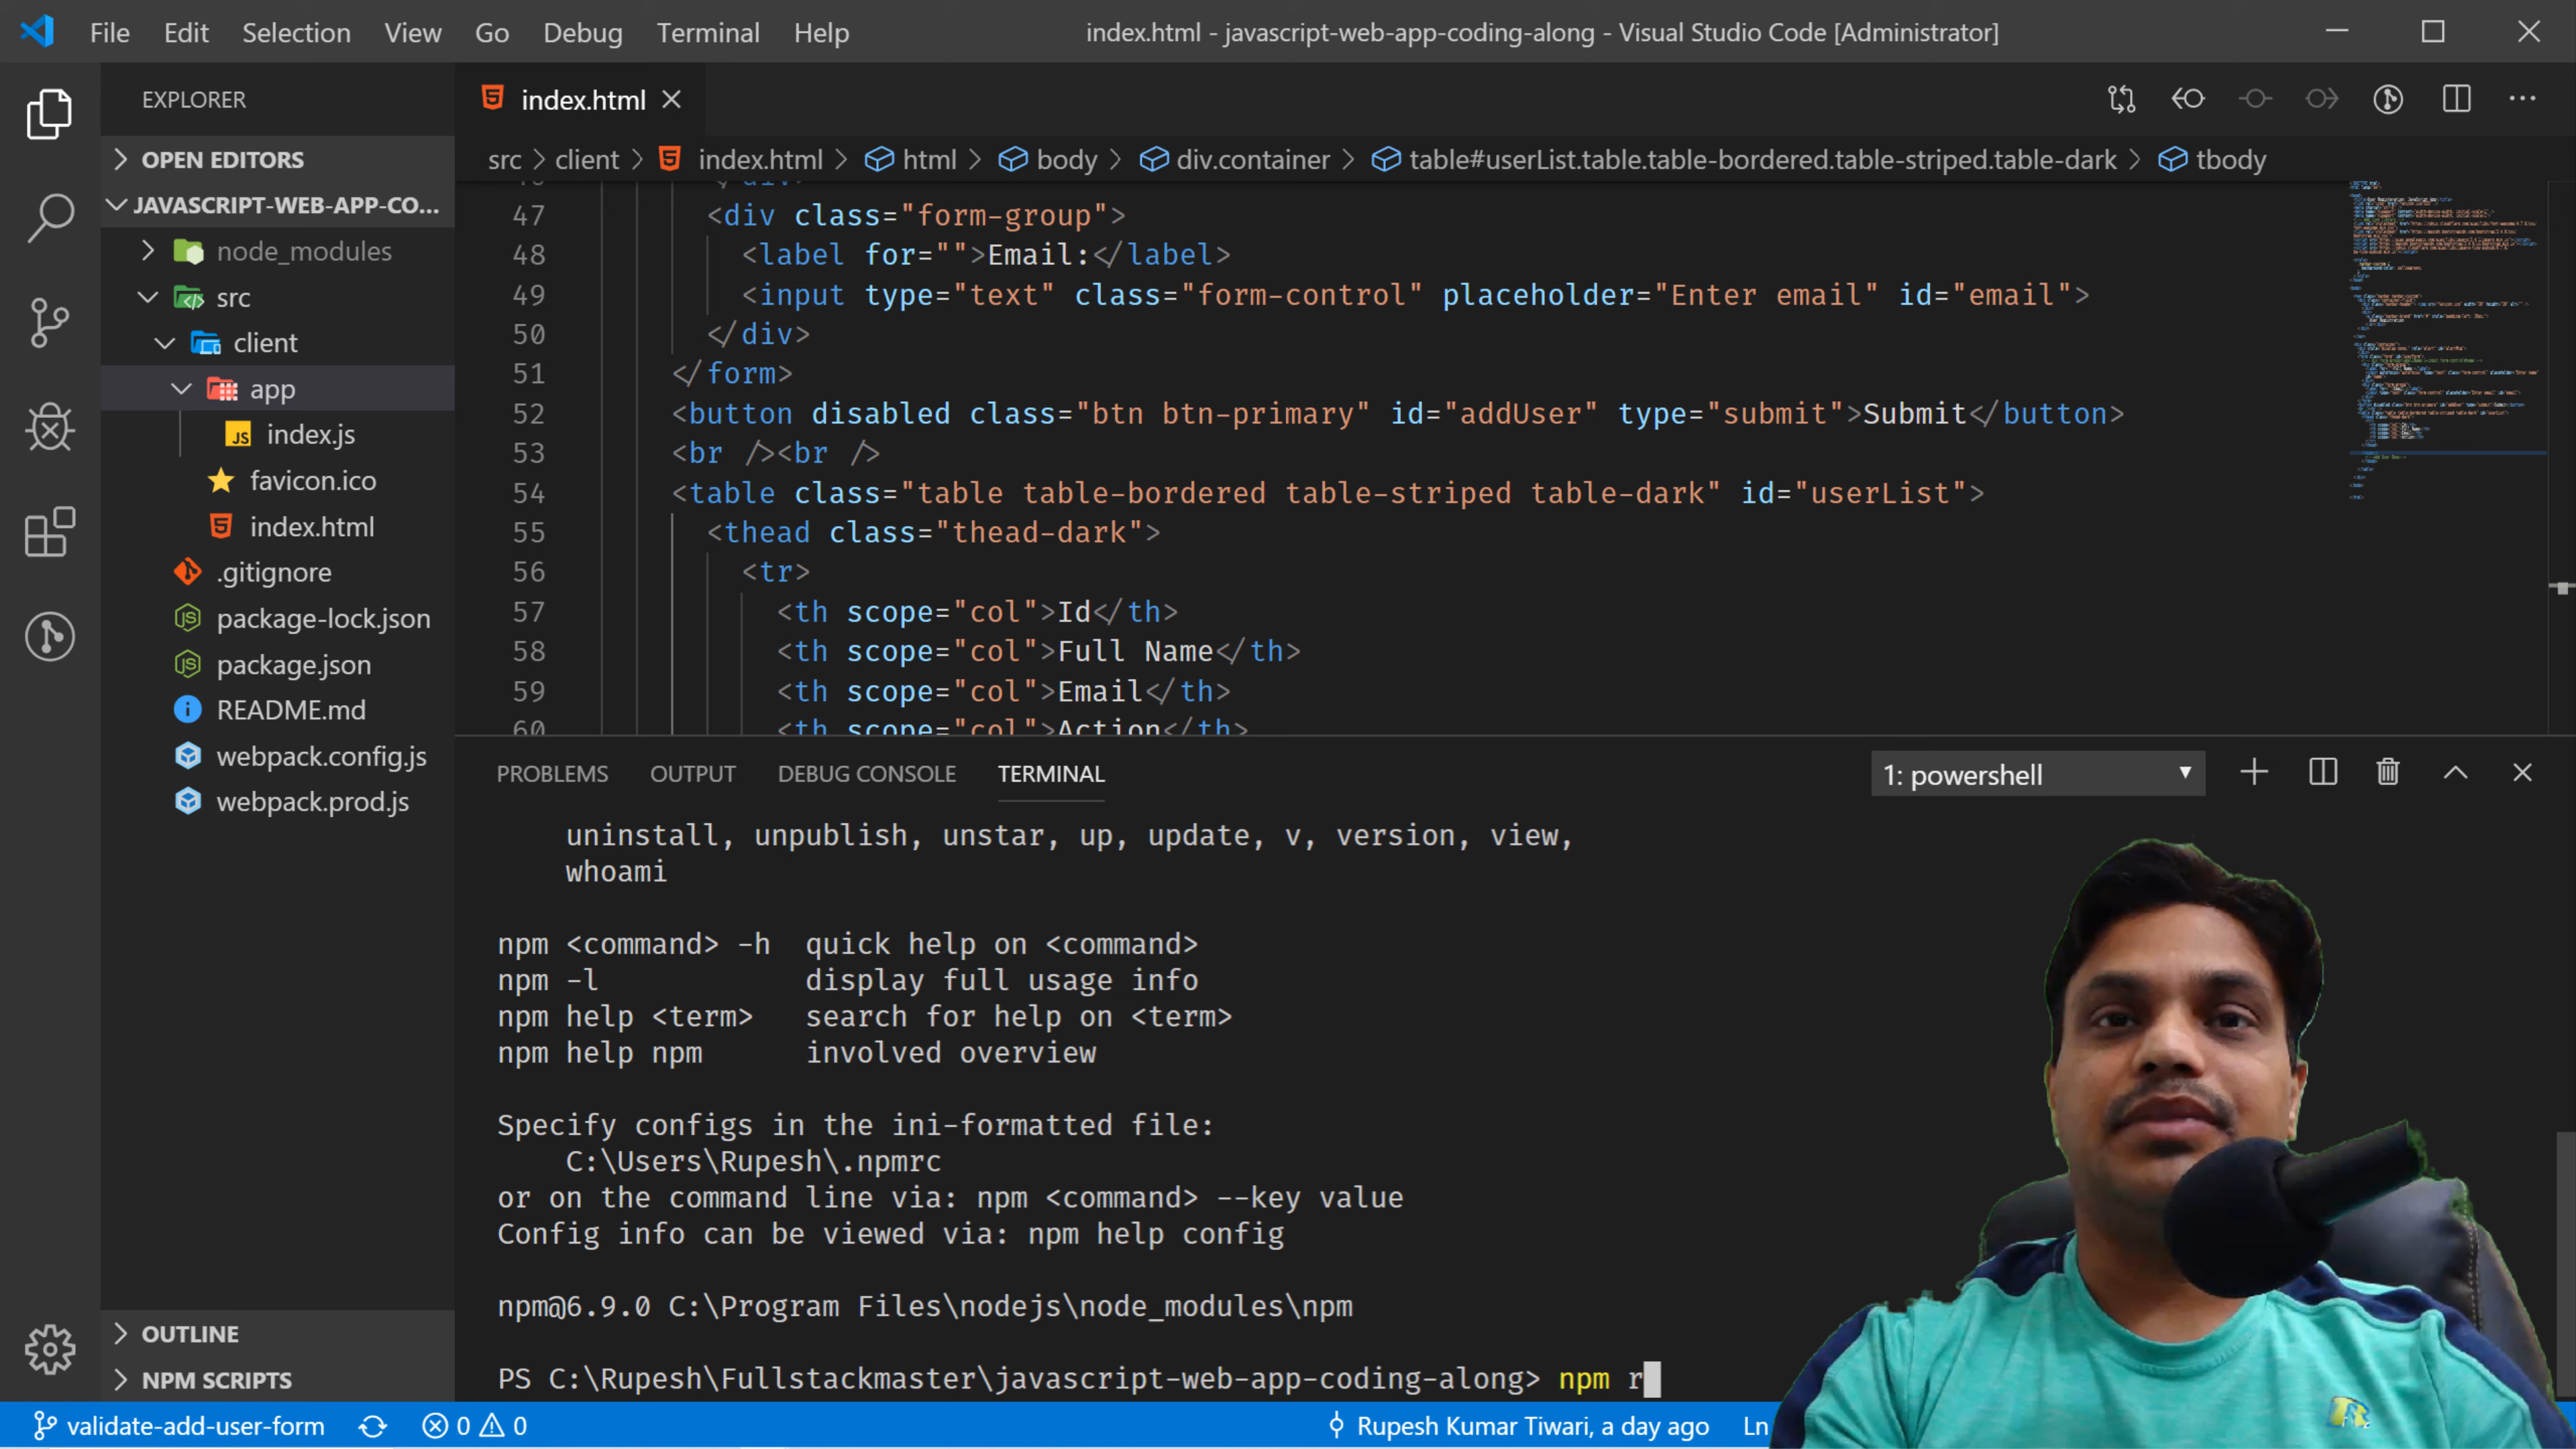 File Edit Selection View Go Debug Terminal Help index.html - javascript-web-app-coding-along - Visual Studio Code [Administrator]
EXPLORER
OPEN EDITORS
JAVASCRIPT-WEB-APP-CO...
node_modules
src
client
app
index.js
favicon.ico
index.html
.gitignore
package-lock.json
package.json
README.md
webpack.config.js
webpack.prod.js
OUTLINE
NPM SCRIPTS
index.html
src > client > index.html > html > body > div.container > table#userList.table.table-bordered.table-striped.table-dark > tbody
47 <div class="form-group">
48 <label for="">Email:</label>
49 <input type="text" class="form-control" placeholder="Enter email" id="email">
50 </div>
51 </form>
52 <button disabled class="btn btn-primary" id="addUser" type="submit">Submit</button>
53 <br /><br />
54 <table class="table table-bordered table-striped table-dark" id="userList">
55 <thead class="thead-dark">
56 <tr>
57 <th scope="col">Id</th>
58 <th scope="col">Full Name</th>
59 <th scope="col">Email</th>
60 <th scope="col">Action</th>
PROBLEMS OUTPUT DEBUG CONSOLE TERMINAL 1: powershell
uninstall, unpublish, unstar, up, update, v, version, view,
whoami
npm <command> -h quick help on <command>
npm -l display full usage info
npm help <term> search for help on <term>
npm help npm involved overview
Specify configs in the ini-formatted file:
C:\Users\Rupesh\.npmrc
or on the command line via: npm <command> --key value
Config info can be viewed via: npm help config
npm@6.9.0 C:\Program Files\nodejs\node_modules\npm
PS C:\Rupesh\Fullstackmaster\javascript-web-app-coding-along> npm r
validate-add-user-form 0 0 Rupesh Kumar Tiwari, a day ago Ln